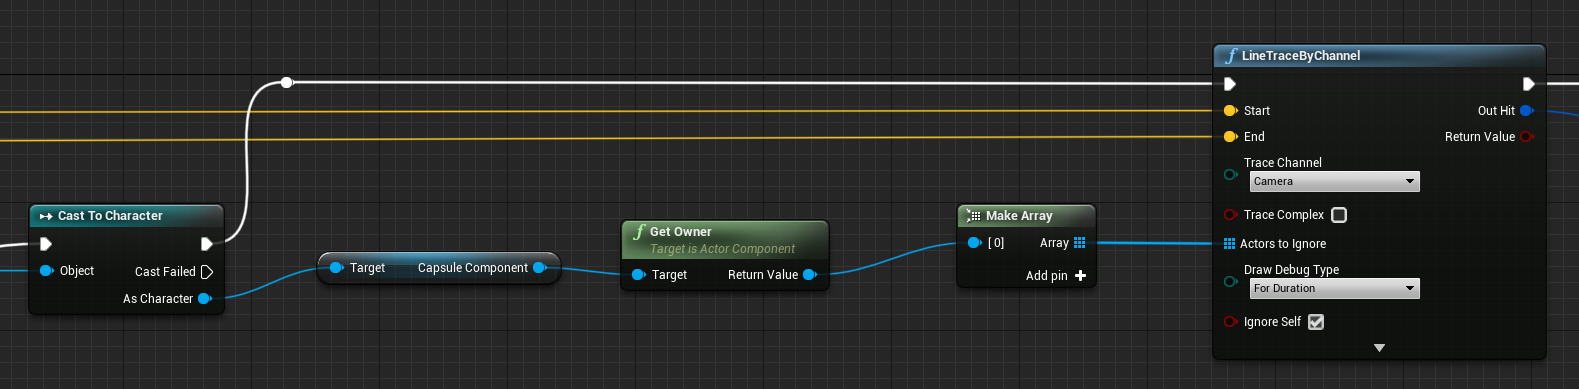 LineTraceByChannel
Start
Out Hit
End
Return Value
Trace Channel
Camera
Trace Complex
Actors to Ignore
Draw Debug Type
For Duration
Ignore Self
Cast To Character
Object
Cast Failed
As Character
Target
Capsule Component
f Get Owner
Target is Actor Component
Target
Return Value
Make Array
[ 0]
Array
Add pin